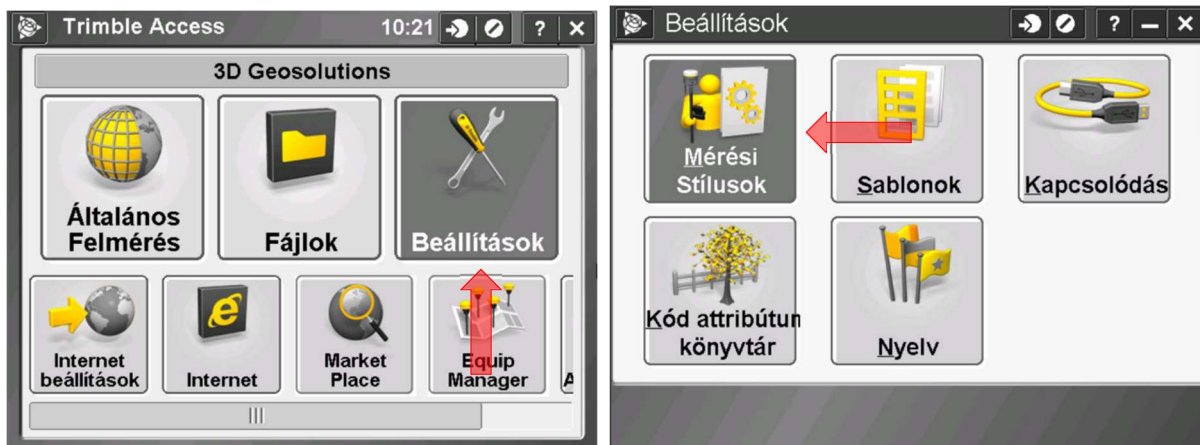 Trimble Access 10:21 ?
3D Geosolutions
Általános
Felmérés
Fájlok
Beállítások
Internet
beállítások
Internet
Market
Place
Equip
Manager
A
Beállítások ?
Mérési
Stílusok
Sablonok
Kapcsolódás
Kód attribútun
könyvtár
Nyelv